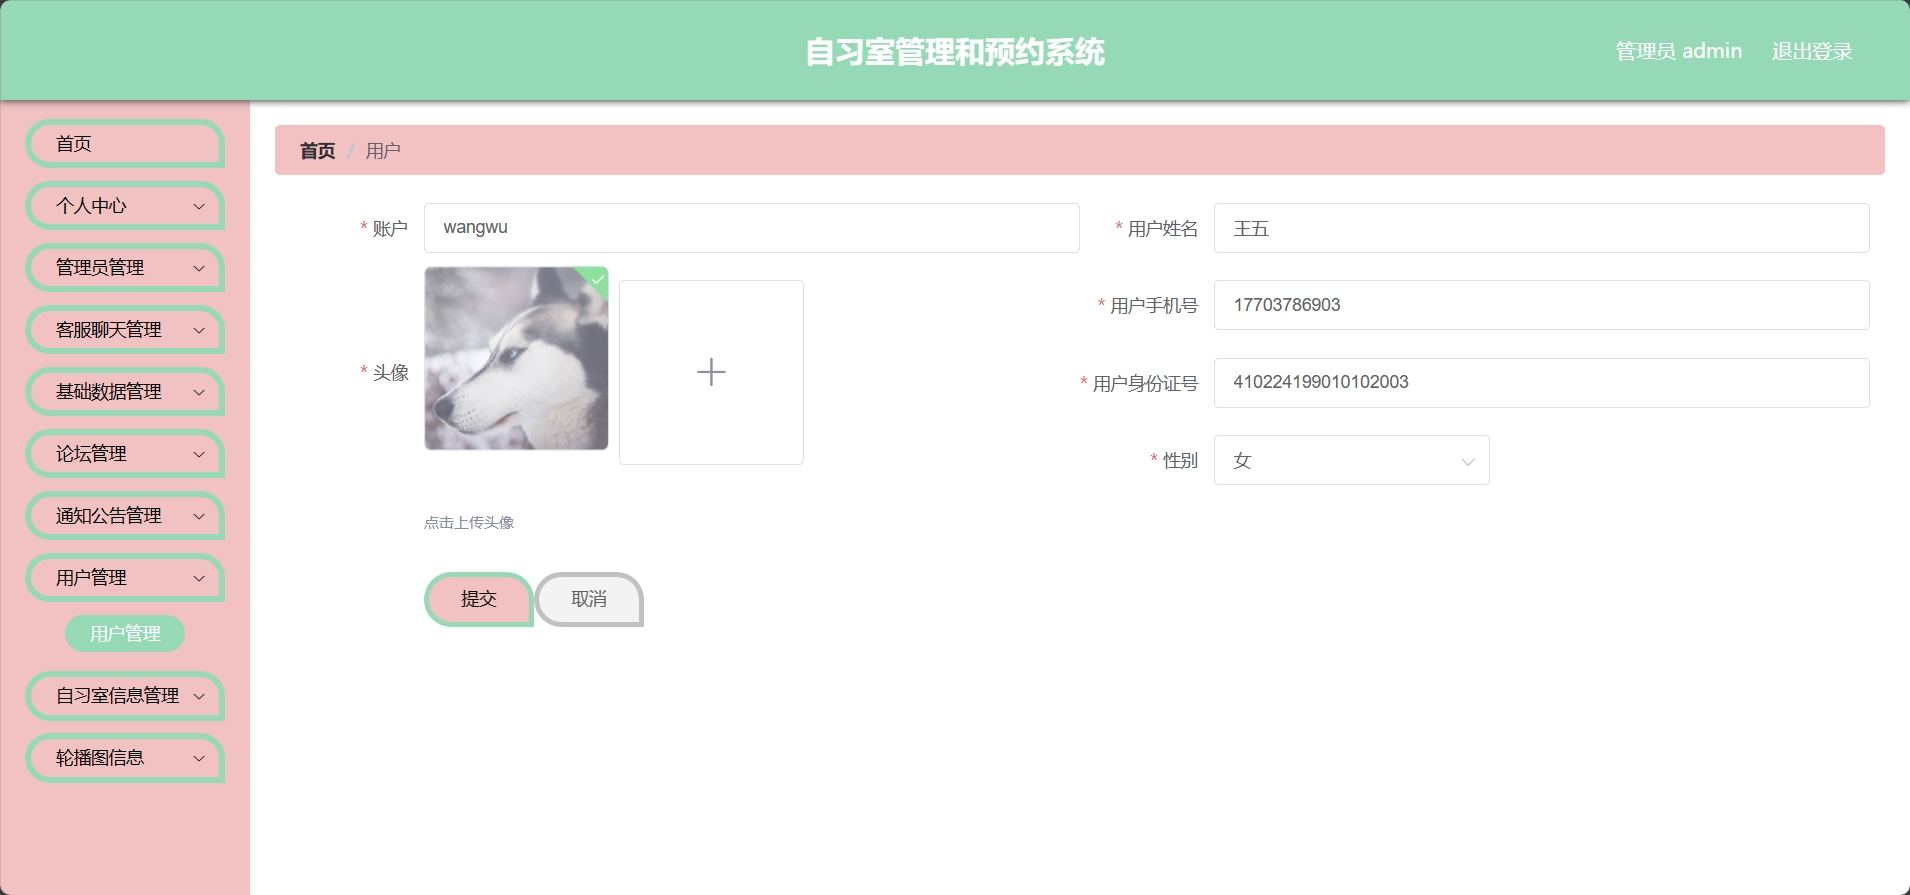 自习室管理和预约系统
管理员 admin
退出登录
首页
个人中心
管理员管理
客服聊天管理
基础数据管理
论坛管理
通知公告管理
用户管理
用户管理
自习室信息管理
轮播图信息
首页 / 用户
* 账户 wangwu
* 用户姓名 王五
* 头像
* 用户手机号 17703786903
* 用户身份证号 410224199010102003
* 性别 女
点击上传头像
提交
取消